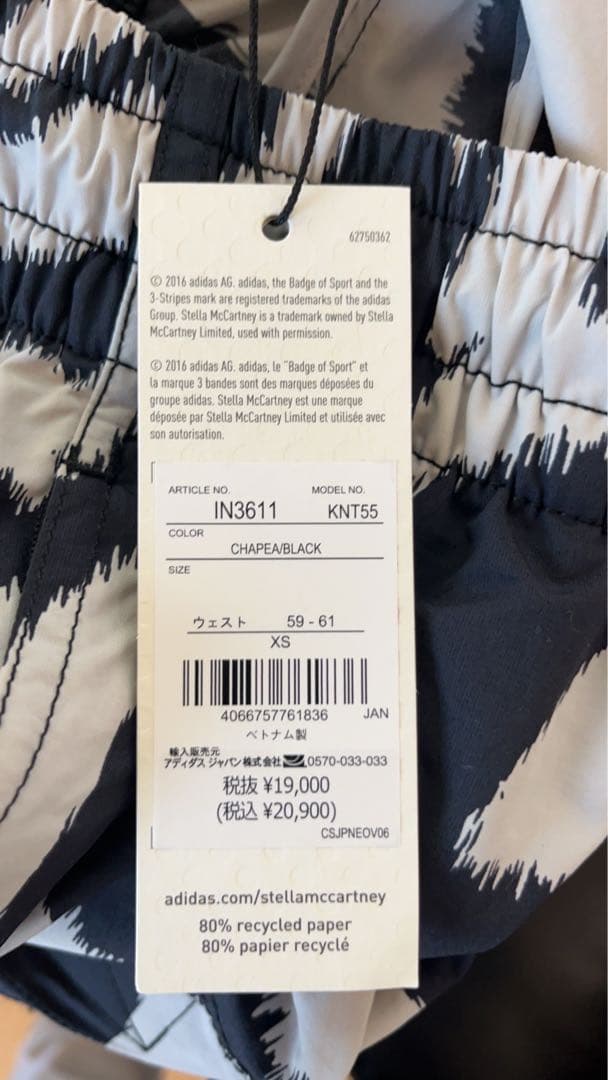 62750362
© 2016 adidas AG. adidas, the Badge of Sport and the
3-Stripes mark are registered trademarks of the adidas
Group. Stella McCartney is a trademark owned by Stella
McCartney Limited, used with permission.
© 2016 adidas AG. adidas, le "Badge of Sport" et
la marque 3 bandes sont des marques déposées du
groupe adidas. Stella McCartney est une marque
déposée par Stella McCartney Limited et utilisée avec
son autorisation.
ARTICLE NO. MODEL NO.
IN3611 KNT55
COLOR
CHAPEA/BLACK
SIZE
ウェスト 59 - 61
XS
4066757761836 JAN
ベトナム製
輸入販売元
アディダス ジャパン株式会社 0570-033-033
税抜 ¥19,000
(税込 ¥20,900)
CSJPNEOV06
adidas.com/stellamccartney
80% recycled paper
80% papier recyclé